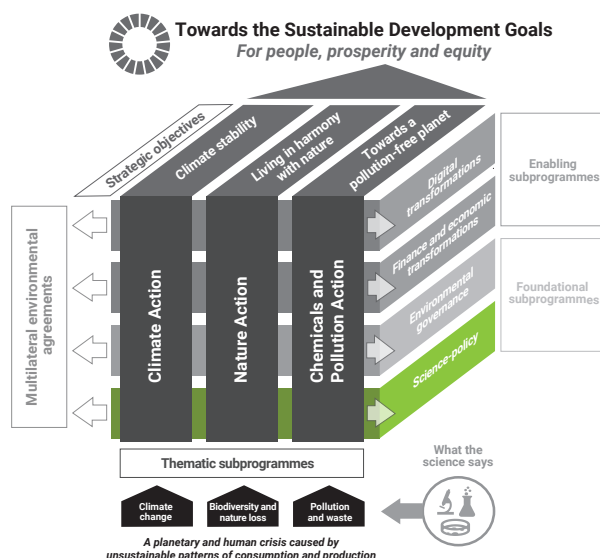 Towards the Sustainable Development Goals
For people, prosperity and equity
Strategic objectives
Climate stability
Living in harmony
with nature
Towards a
pollution-free planet
Digital
transformations
Finance and economic
transformations
Environmental
governance
Science-policy
Enabling
subprogrammes
Foundational
subprogrammes
Multilateral environmental
agreements
Climate Action
Nature Action
Chemicals and
Pollution Action
Thematic subprogrammes
What the
science says
Climate
change
Biodiversity and
nature loss
Pollution
and waste
A planetary and human crisis caused by
unsustainable patterns of consumption and production